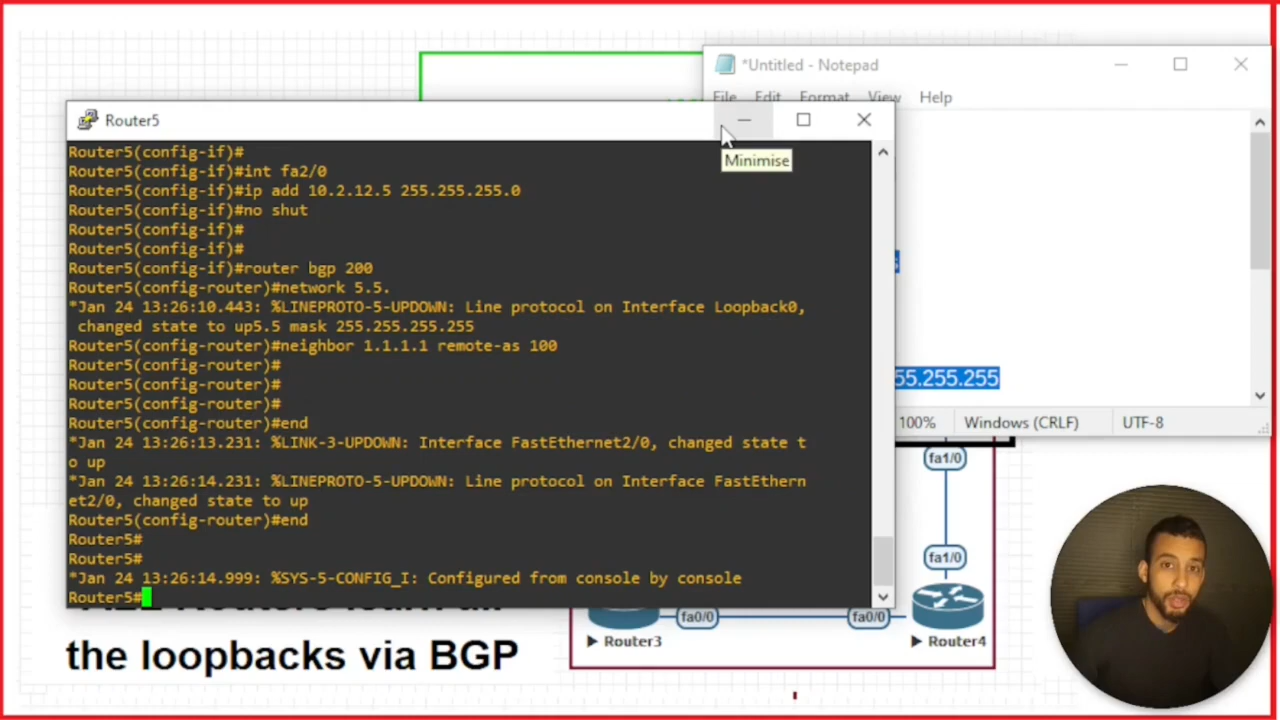 *Untitled - Notepad
File Edit Format View Help
Router5
Minimise
Router5(config-if)#
Router5(config-if)#int fa2/0
Router5(config-if)#ip add 10.2.12.5 255.255.255.0
Router5(config-if)#no shut
Router5(config-if)#
Router5(config-if)#
Router5(config-if)#router bgp 200
Router5(config-router)#network 5.5.
*Jan 24 13:26:10.443: %LINEPROTO-5-UPDOWN: Line protocol on Interface Loopback0,
changed state to up5.5 mask 255.255.255.255
Router5(config-router)#neighbor 1.1.1.1 remote-as 100
Router5(config-router)#
Router5(config-router)#
Router5(config-router)#
Router5(config-router)#end
*Jan 24 13:26:13.231: %LINK-3-UPDOWN: Interface FastEthernet2/0, changed state t
o up
*Jan 24 13:26:14.231: %LINEPROTO-5-UPDOWN: Line protocol on Interface FastEthern
et2/0, changed state to up
Router5(config-router)#end
Router5#
Router5#
*Jan 24 13:26:14.999: %SYS-5-CONFIG_I: Configured from console by console
Router5#
55.255.255
100% Windows (CRLF) UTF-8
fa1/0
fa1/0
fa0/0 fa0/0
Router3 Router4
the loopbacks via BGP